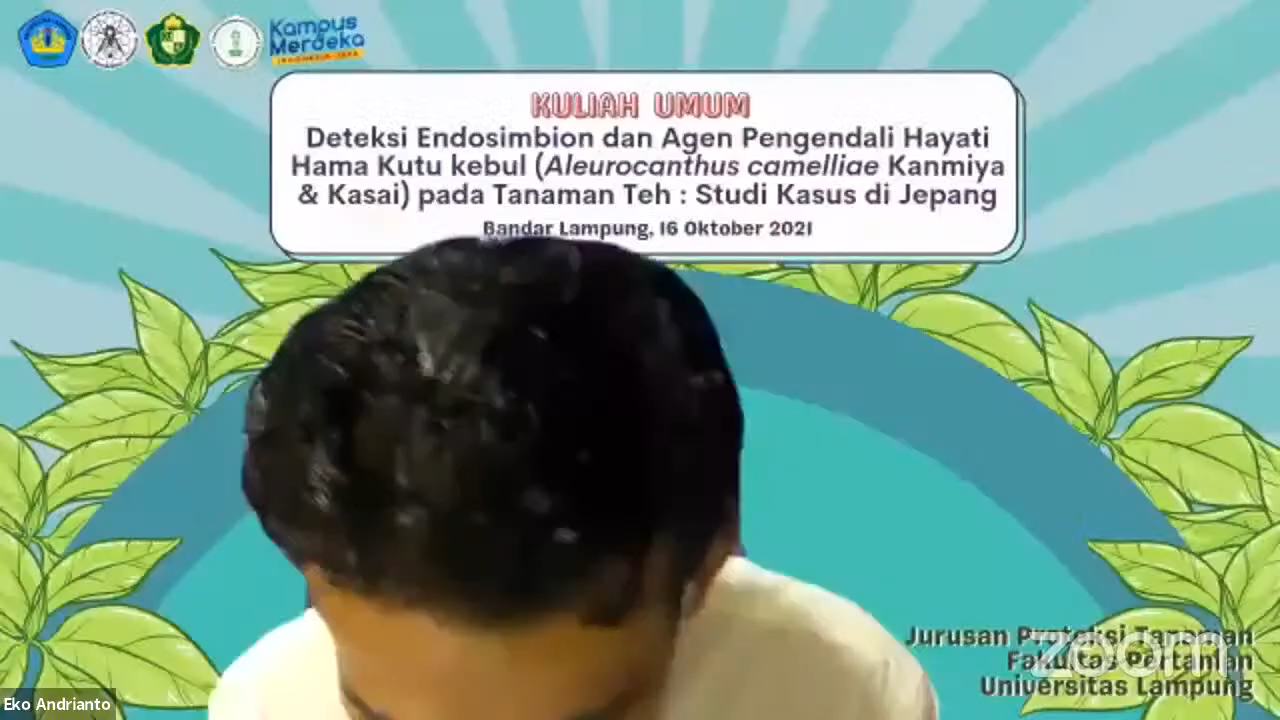 Kampus
Merdeka
INDONESIA JAYA
KULIAH UMUM
Deteksi Endosimbion dan Agen Pengendali Hayati
Hama Kutu kebul (Aleurocanthus camelliae Kanmiya
& Kasai) pada Tanaman Teh : Studi Kasus di Jepang
Bandar Lampung, 16 Oktober 2021
Jurusan Proteksi Tanaman
Fakultas Pertanian
Universitas Lampung
zoom
Eko Andrianto